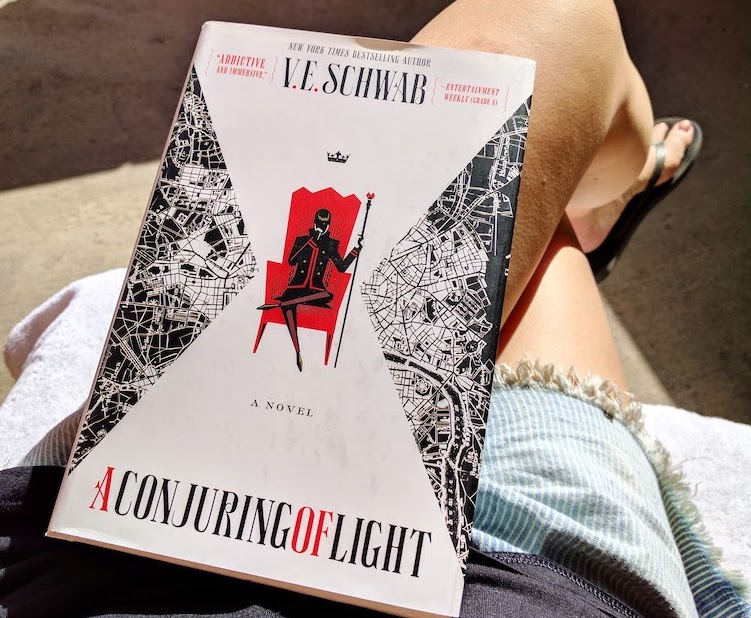 NEW YORK TIMES BESTSELLING AUTHOR
"ADDICTIVE
AND IMMERSIVE."
V.E. SCHWAB
—ENTERTAINMENT
WEEKLY (GRADE A)
A NOVEL
A CONJURING OF LIGHT